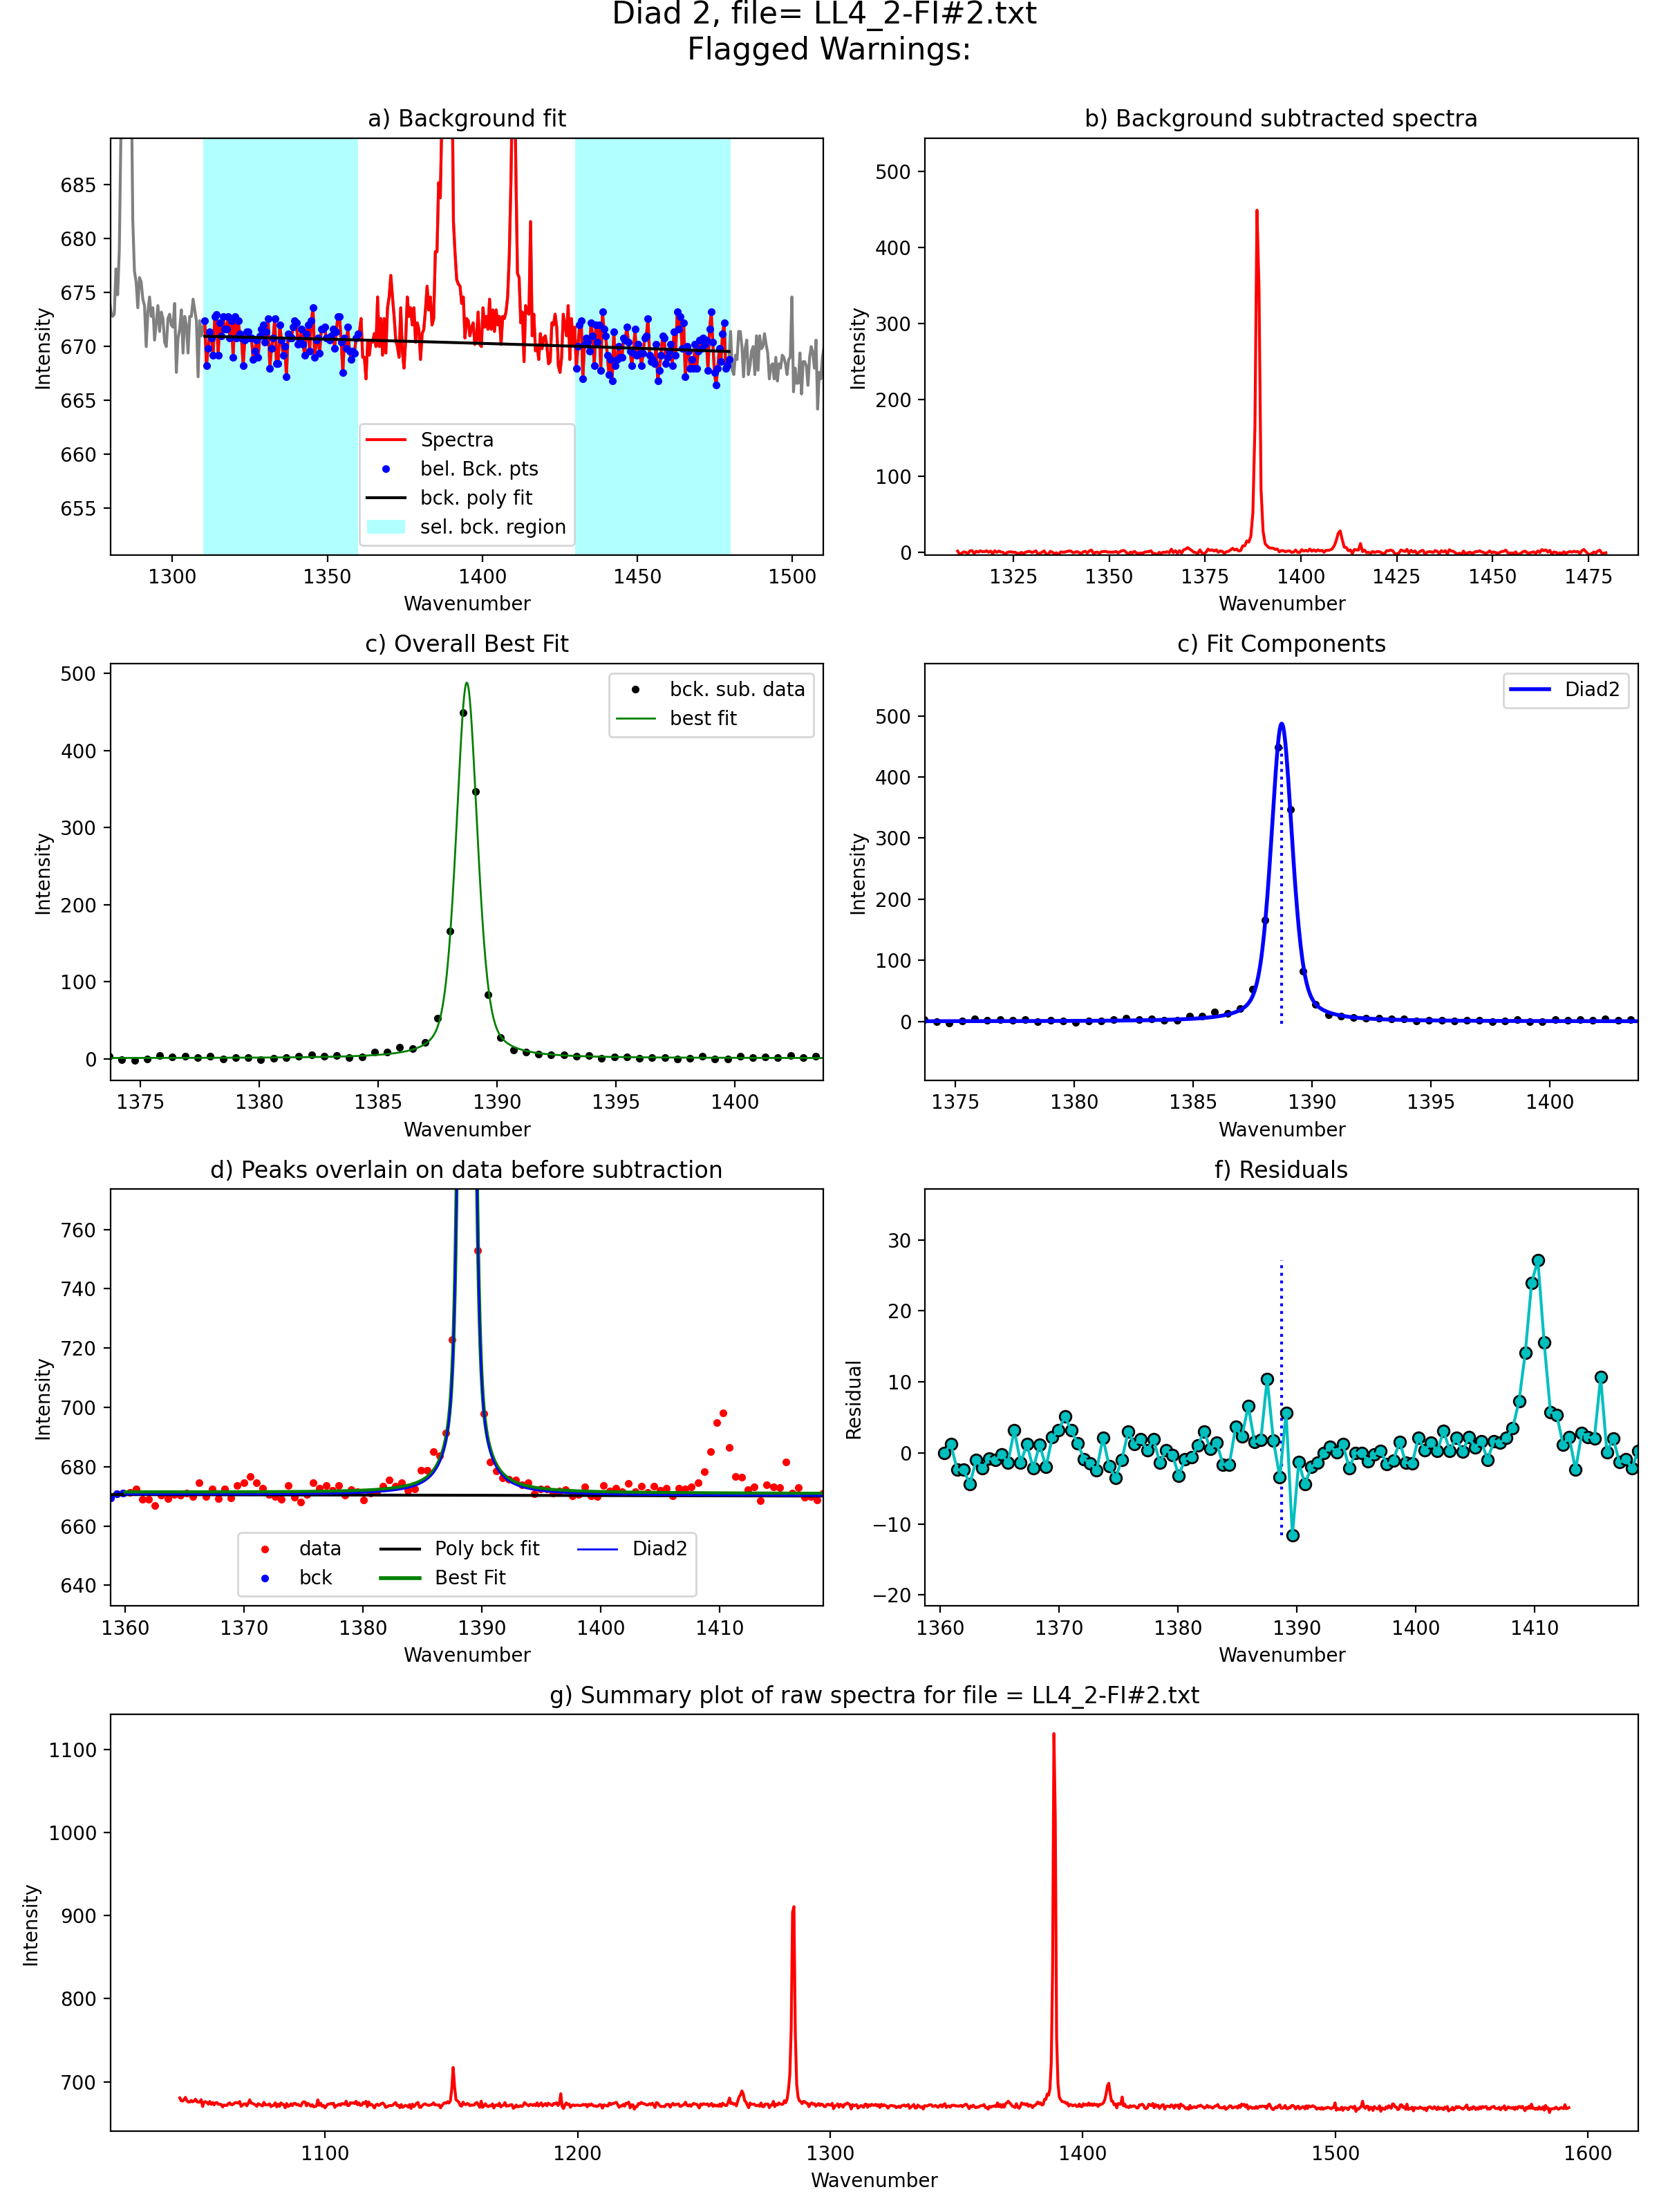 Diad 2, file= LL4_2-FI#2.txt
Flagged Warnings:
a) Background fit
Intensity
685
680
675
670
665
660
655
Spectra
bel. Bck. pts
bck. poly fit
sel. bck. region
1300 1350 1400 1450 1500
Wavenumber
b) Background subtracted spectra
Intensity
500
400
300
200
100
0
1325 1350 1375 1400 1425 1450 1475
Wavenumber
c) Overall Best Fit
Intensity
500
400
300
200
100
0
bck. sub. data
best fit
1375 1380 1385 1390 1395 1400
Wavenumber
c) Fit Components
Intensity
500
400
300
200
100
0
Diad2
1375 1380 1385 1390 1395 1400
Wavenumber
d) Peaks overlain on data before subtraction
Intensity
760
740
720
700
680
660
640
data Poly bck fit Diad2
bck Best Fit
1360 1370 1380 1390 1400 1410
Wavenumber
f) Residuals
Residual
30
20
10
0
−10
−20
1360 1370 1380 1390 1400 1410
Wavenumber
g) Summary plot of raw spectra for file = LL4_2-FI#2.txt
Intensity
1100
1000
900
800
700
1100 1200 1300 1400 1500 1600
Wavenumber